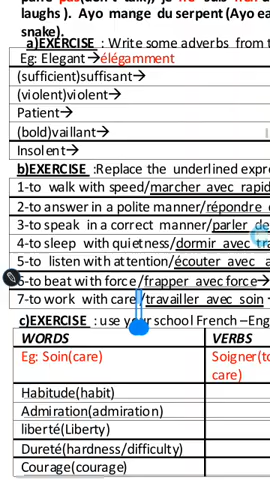 laughs ). Ayo mange du serpent (Ayo ea
snake).
a)EXERCISE : Write some adverbs from t
Eg: Elegant→élégamment
(sufficient)suffisant→
(violent)violent→
Patient→
(bold)vaillant→
Insolent→
b)EXERCISE :Replace the underlined expr
1-to walk with speed/marcher avec rapid
2-to answer in a polite manner/répondre
3-to speak in a correct manner/parler de
4-to sleep with quietness/dormir avec tra
5-to listen with attention/écouter avec a
6-to beat with force/frapper avec force→
7-to work with care/travailler avec soin
c)EXERCISE : use your school French –Eng
WORDS VERBS
Eg: Soin(care) Soigner(to
care)
Habitude(habit)
Admiration(admiration)
liberté(Liberty)
Dureté(hardness/difficulty)
Courage(courage)